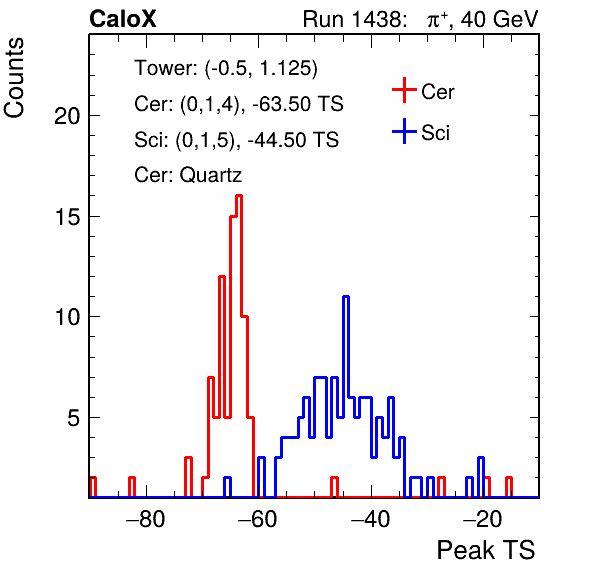 CaloX Run 1438: π⁺, 40 GeV
Counts
Tower: (-0.5, 1.125)
Cer: (0,1,4), -63.50 TS
Sci: (0,1,5), -44.50 TS
Cer: Quartz
Cer
Sci
20
15
10
5
−80 −60 −40 −20
Peak TS